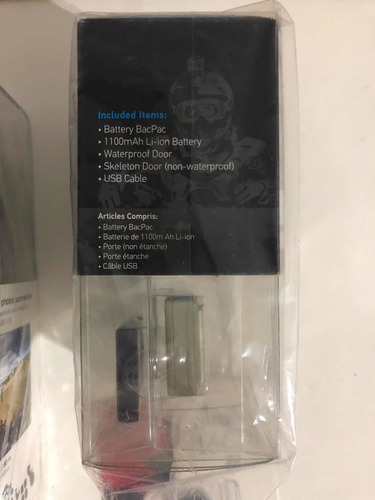 Included Items:
• Battery BacPac
• 1100mAh Li-ion Battery
• Waterproof Door
• Skeleton Door (non-waterproof)
• USB Cable
Articles Compris:
• Battery BacPac
• Batterie de 1100m Ah Li-ion
• Porte (non étanche)
• Porte étanche
• Câble USB
photos,